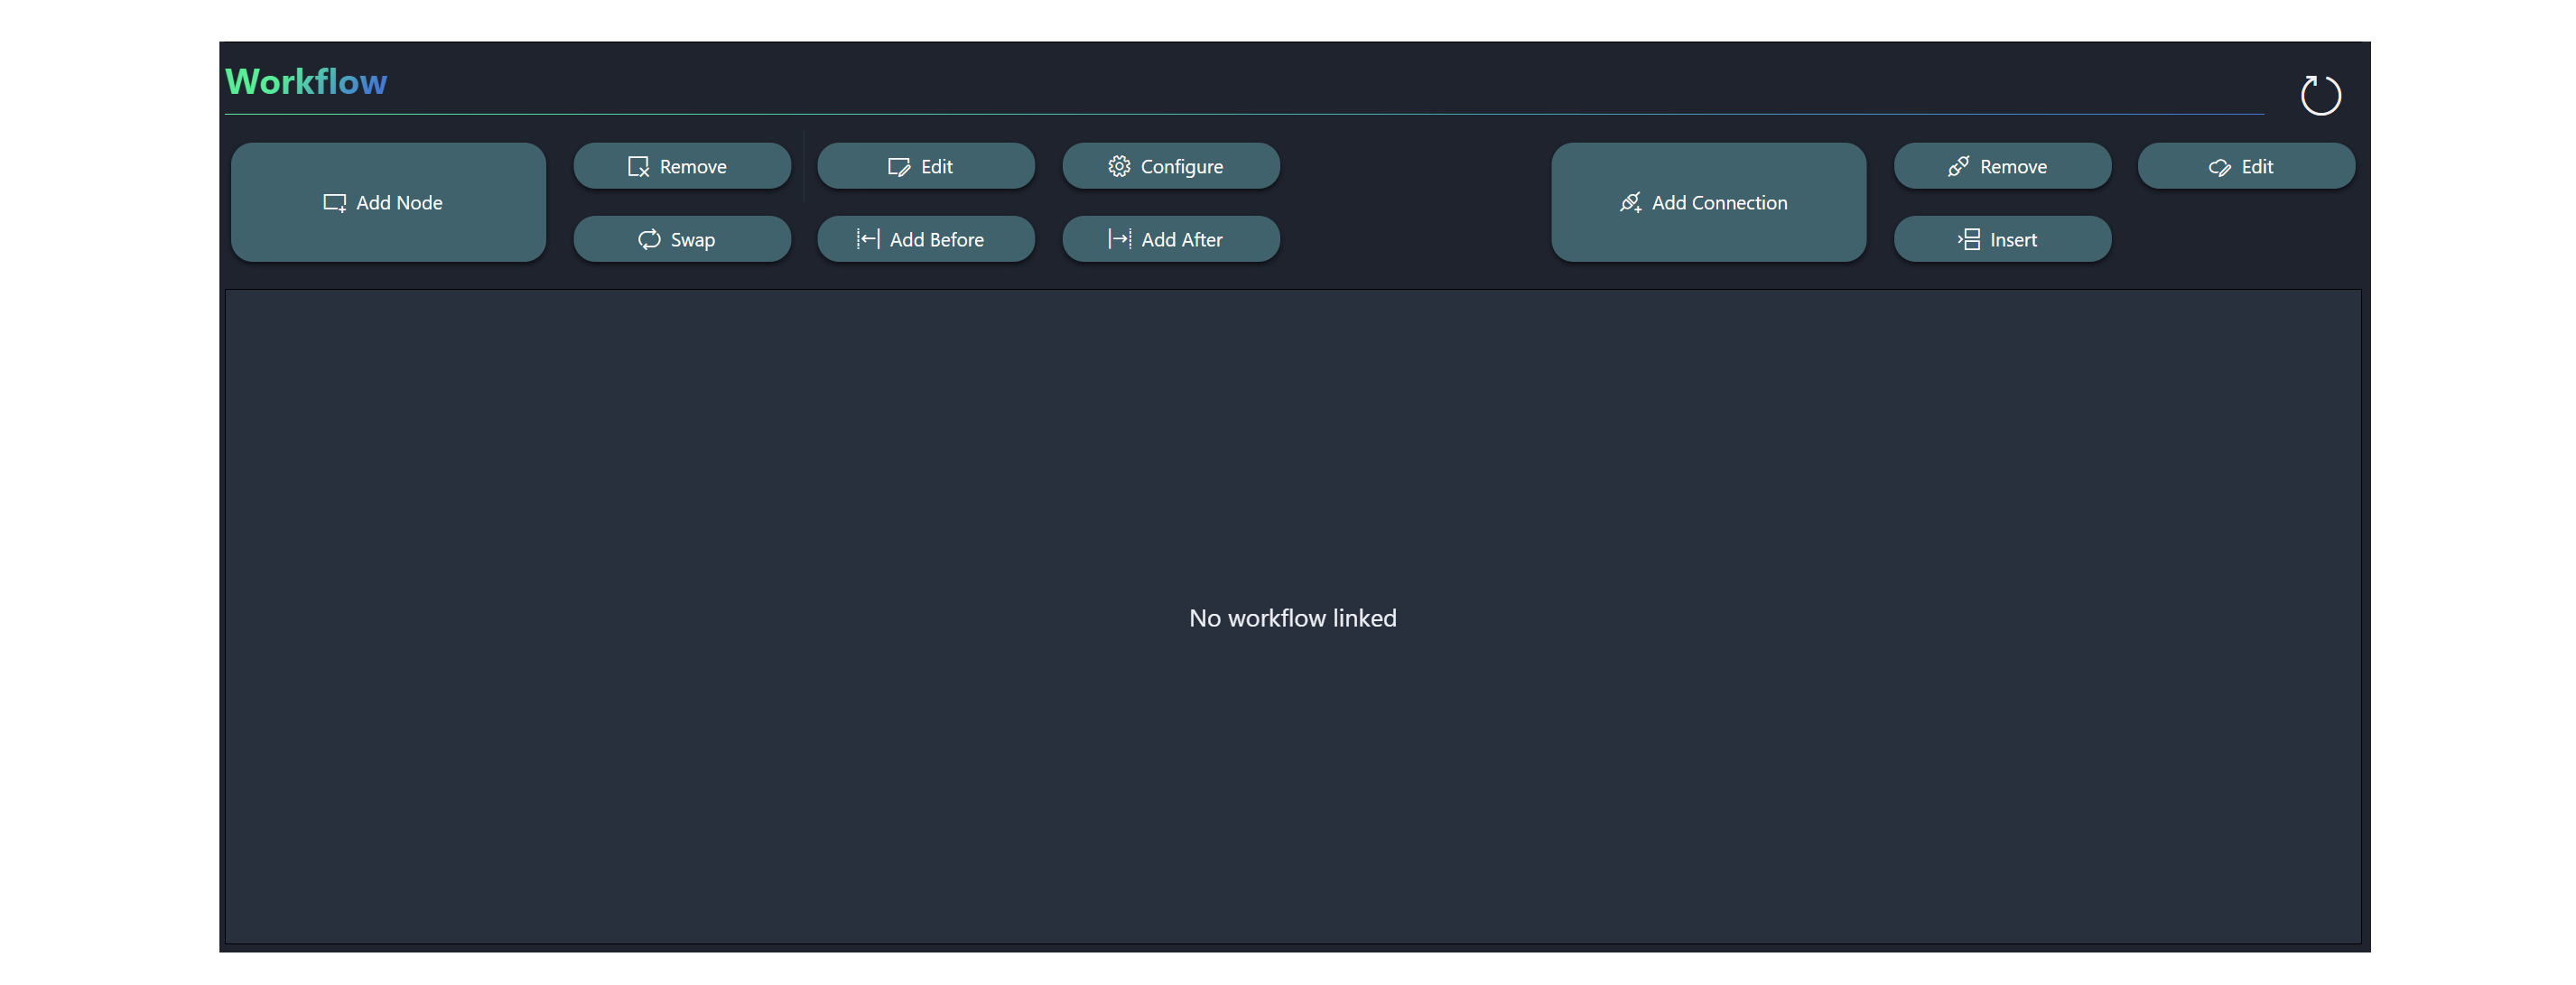 Workflow
Add Node
Remove
Edit
Configure
Swap
Add Before
Add After
Add Connection
Remove
Edit
Insert
No workflow linked